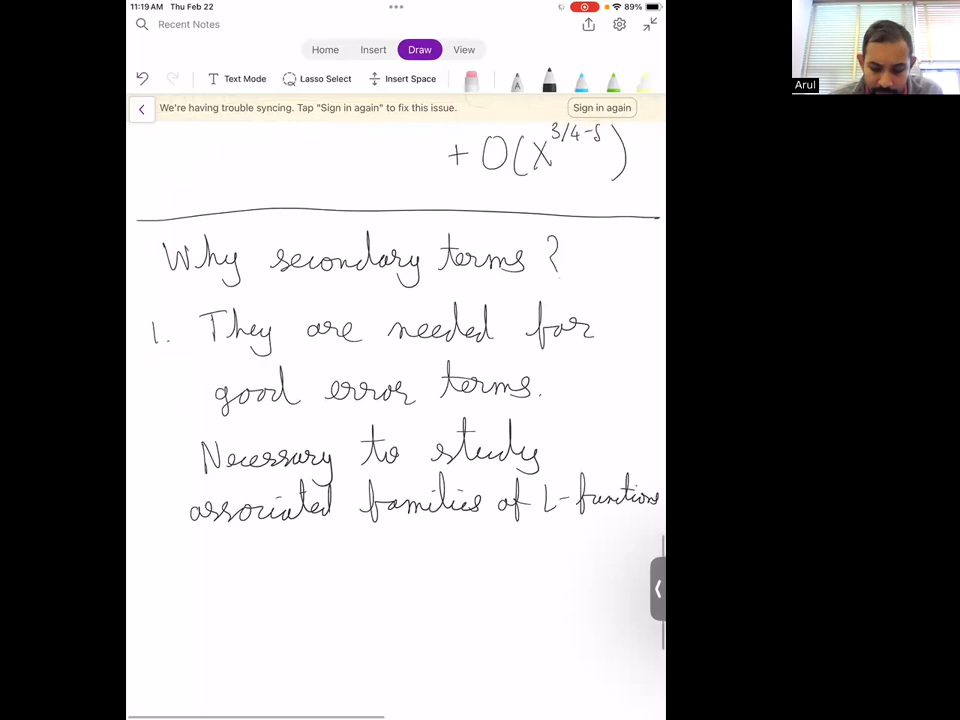 11:19 AM Thu Feb 22
89%
Recent Notes
Home Insert Draw View
Text Mode Lasso Select Insert Space
We're having trouble syncing. Tap "Sign in again" to fix this issue. Sign in again
+ O(X^{3/4-δ})
Why secondary terms ?
1. They are needed for
good error terms.
Necessary to study
associated families of L-functions
Arul